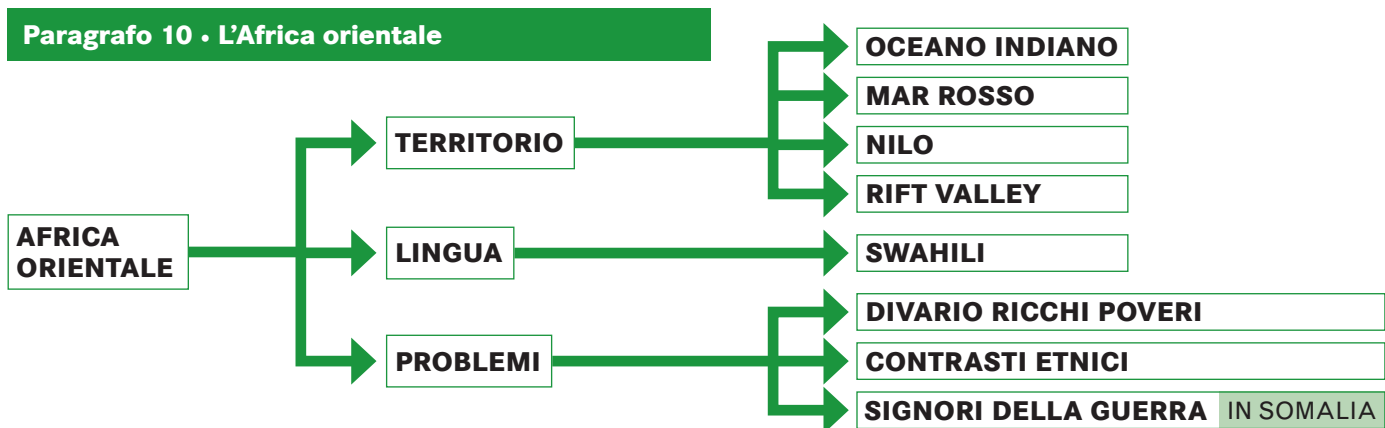 Paragrafo 10 • L'Africa orientale
AFRICA
ORIENTALE
TERRITORIO
OCEANO INDIANO
MAR ROSSO
NILO
RIFT VALLEY
LINGUA
SWAHILI
PROBLEMI
DIVARIO RICCHI POVERI
CONTRASTI ETNICI
SIGNORI DELLA GUERRA IN SOMALIA